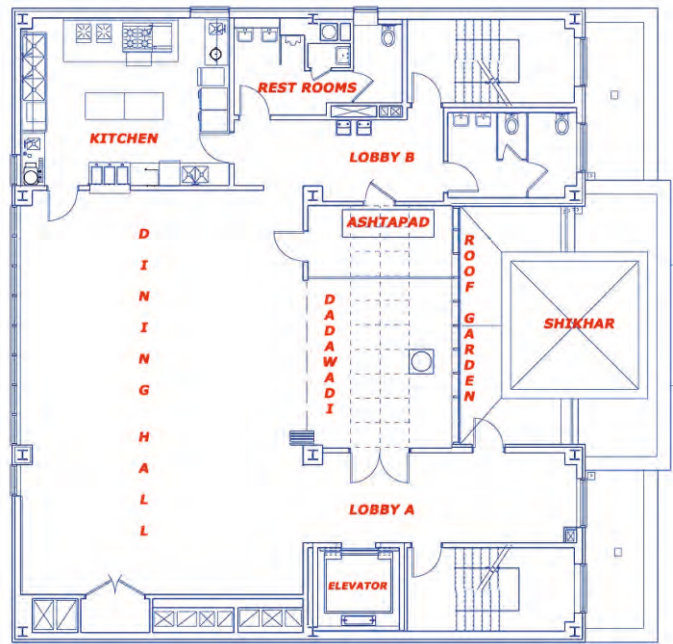 REST ROOMS
KITCHEN
LOBBY B
ASHTAPAD
DINING HALL
DADAWADI
ROOF GARDEN
SHIKHAR
LOBBY A
ELEVATOR